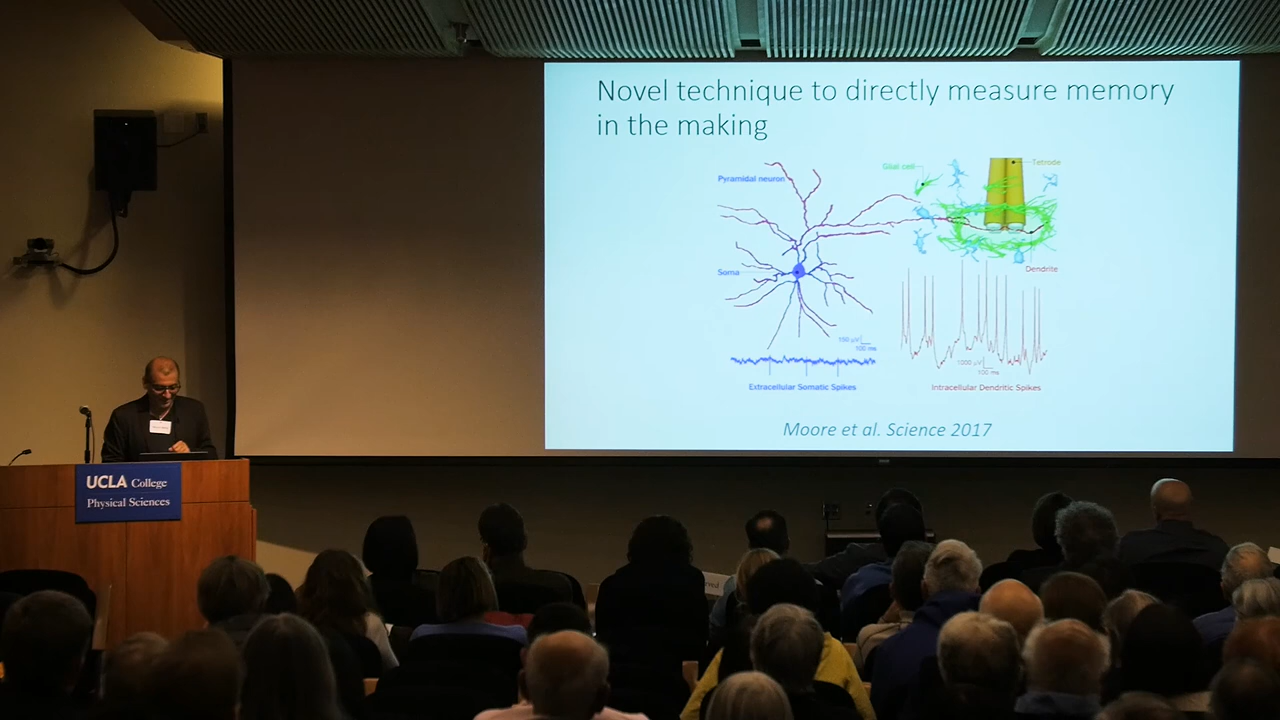 Novel technique to directly measure memory
in the making
Glial cell
Tetrode
Pyramidal neuron
Soma
Dendrite
150 µV
100 ms
1000 µV
100 ms
Extracellular Somatic Spikes
Intracellular Dendritic Spikes
Moore et al. Science 2017
UCLA College
Physical Sciences